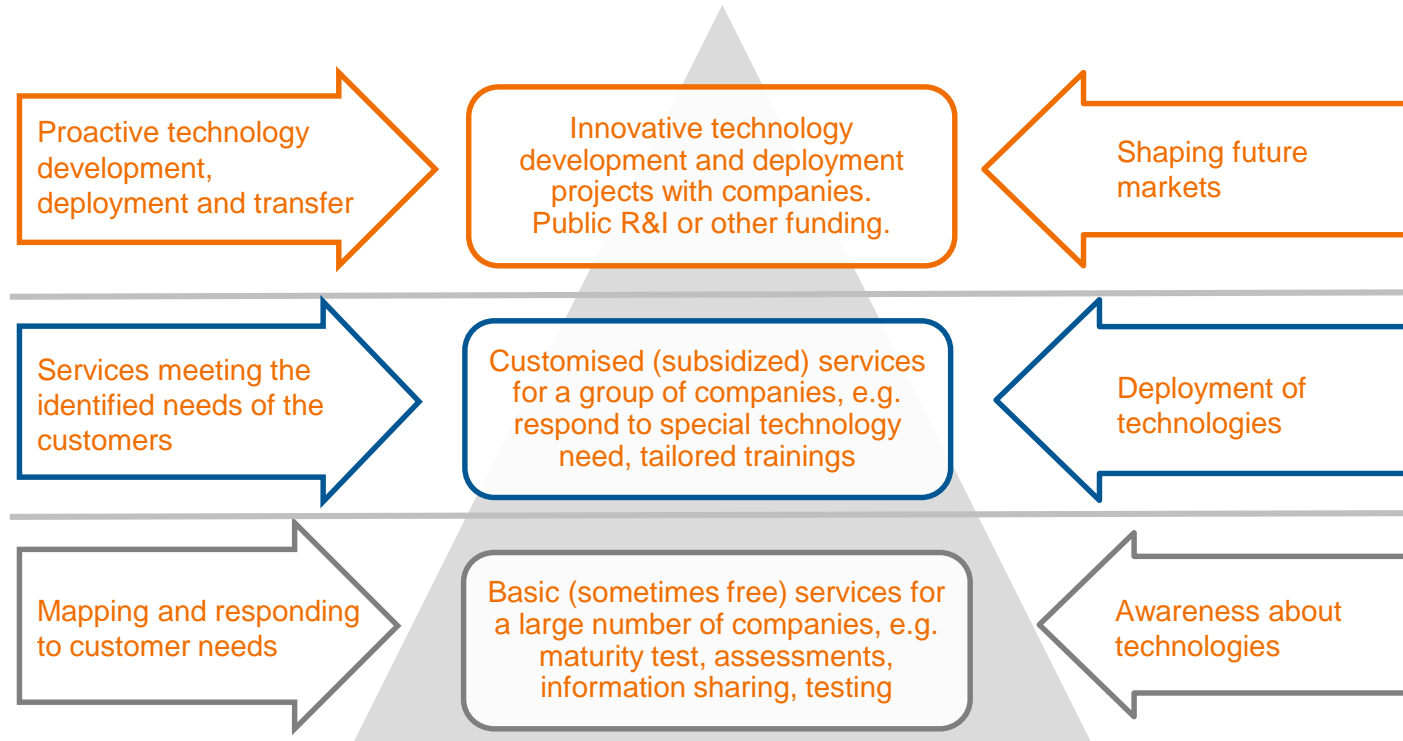 Proactive technology
development,
deployment and transfer
Innovative technology
development and deployment
projects with companies.
Public R&I or other funding.
Shaping future
markets
Services meeting the
identified needs of the
customers
Customised (subsidized) services
for a group of companies, e.g.
respond to special technology
need, tailored trainings
Deployment of
technologies
Mapping and responding
to customer needs
Basic (sometimes free) services for
a large number of companies, e.g.
maturity test, assessments,
information sharing, testing
Awareness about
technologies